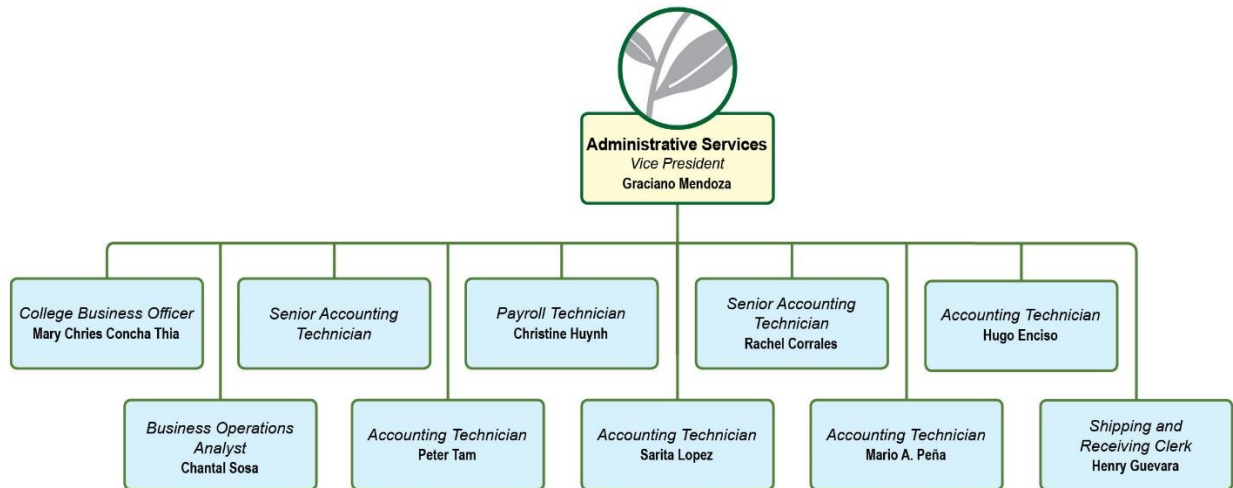 Administrative Services
Vice President
Graciano Mendoza
College Business Officer
Mary Chries Concha Thia
Senior Accounting
Technician
Payroll Technician
Christine Huynh
Senior Accounting
Technician
Rachel Corrales
Accounting Technician
Hugo Enciso
Business Operations
Analyst
Chantal Sosa
Accounting Technician
Peter Tam
Accounting Technician
Sarita Lopez
Accounting Technician
Mario A. Peña
Shipping and
Receiving Clerk
Henry Guevara